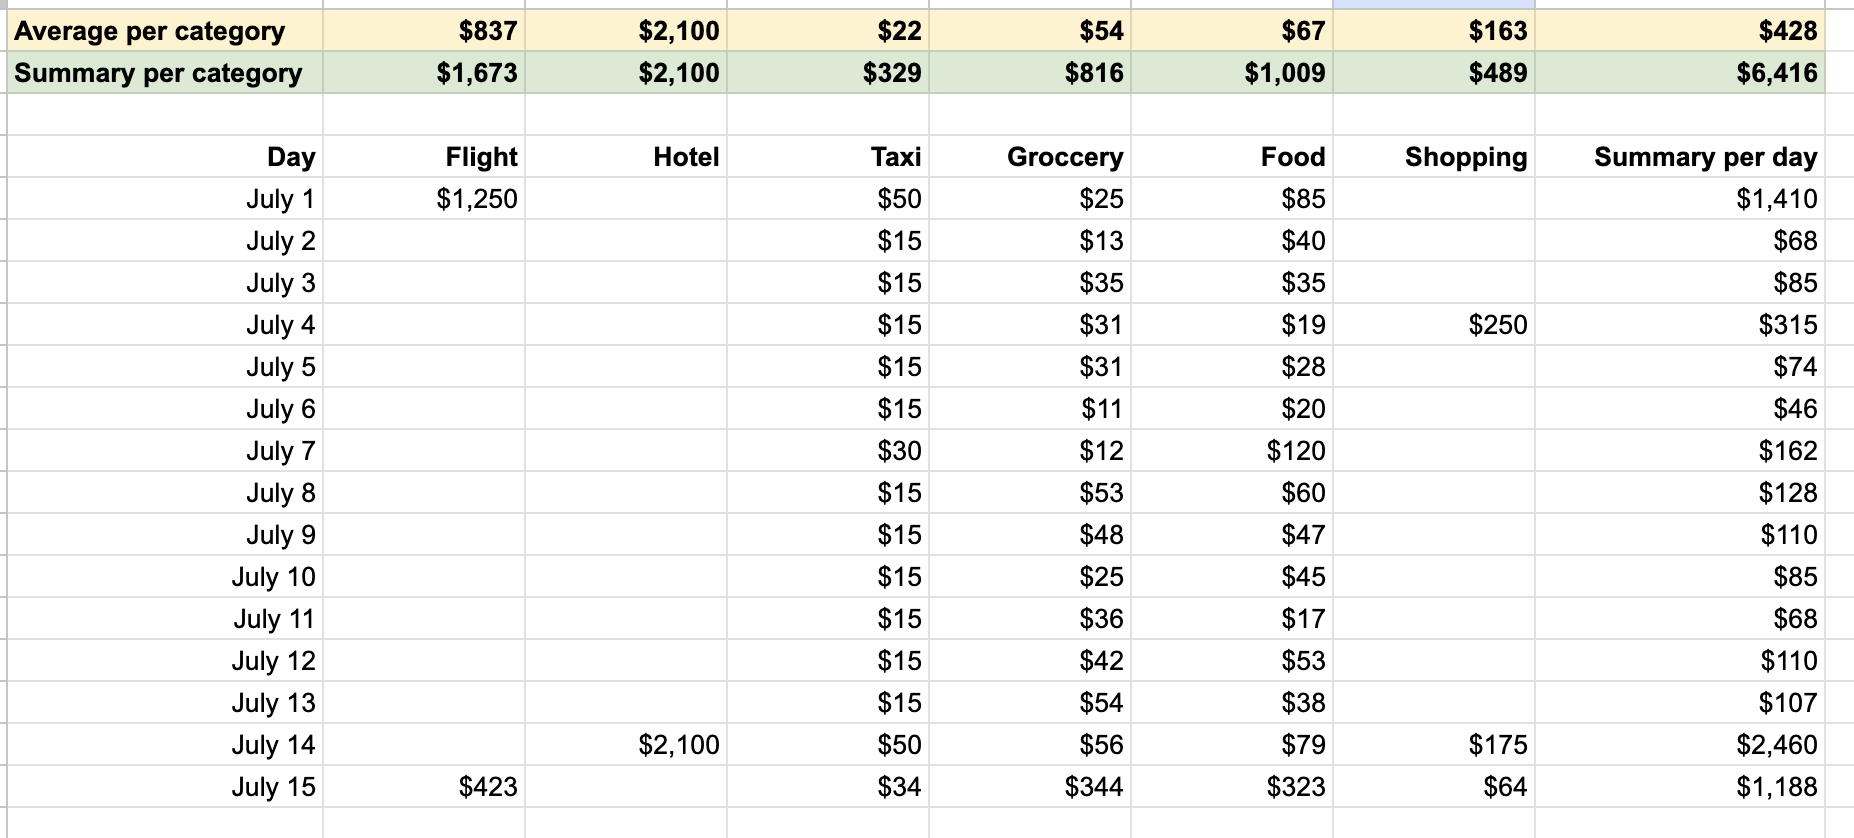 Average per category $837 $2,100 $22 $54 $67 $163 $428
Summary per category $1,673 $2,100 $329 $816 $1,009 $489 $6,416
Day Flight Hotel Taxi Groccery Food Shopping Summary per day
July 1 $1,250 $50 $25 $85 $1,410
July 2 $15 $13 $40 $68
July 3 $15 $35 $35 $85
July 4 $15 $31 $19 $250 $315
July 5 $15 $31 $28 $74
July 6 $15 $11 $20 $46
July 7 $30 $12 $120 $162
July 8 $15 $53 $60 $128
July 9 $15 $48 $47 $110
July 10 $15 $25 $45 $85
July 11 $15 $36 $17 $68
July 12 $15 $42 $53 $110
July 13 $15 $54 $38 $107
July 14 $2,100 $50 $56 $79 $175 $2,460
July 15 $423 $34 $344 $323 $64 $1,188